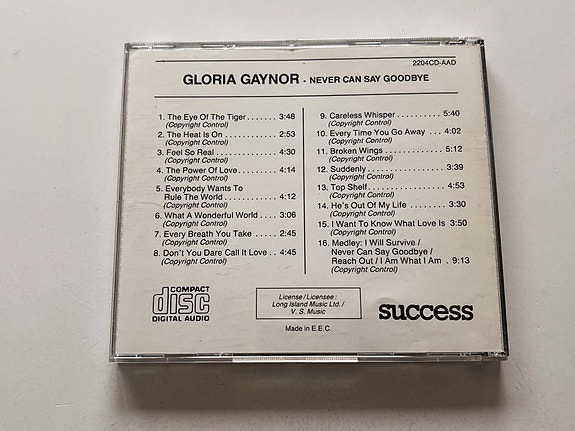 2204CD-AAD
GLORIA GAYNOR - NEVER CAN SAY GOODBYE
1. The Eye Of The Tiger....... 3:48
(Copyright Control)
2. The Heat Is On............ 2:53
(Copyright Control)
3. Feel So Real.............. 4:30
(Copyright Control)
4. The Power Of Love........ 4:14
(Copyright Control)
5. Everybody Wants To
Rule The World............ 4:12
(Copyright Control)
6. What A Wonderful World.... 3:06
(Copyright Control)
7. Every Breath You Take..... 2:45
(Copyright Control)
8. Don't You Dare Call It Love.. 4:45
(Copyright Control)
9. Careless Whisper............ 5:40
(Copyright Control)
10. Every Time You Go Away... 4:02
(Copyright Control)
11. Broken Wings.............. 5:12
(Copyright Control)
12. Suddenly.................. 3:39
(Copyright Control)
13. Top Shelf.................. 4:53
(Copyright Control)
14. He's Out Of My Life........ 3:30
(Copyright Control)
15. I Want To Know What Love Is 3:50
(Copyright Control)
16. Medley: I Will Survive /
Never Can Say Goodbye /
Reach Out / I Am What I Am . 9:13
(Copyright Control)
COMPACT
disc
DIGITAL AUDIO
License / Licensee:
Long Island Music Ltd. /
V. S. Music
Made in E.E.C.
success